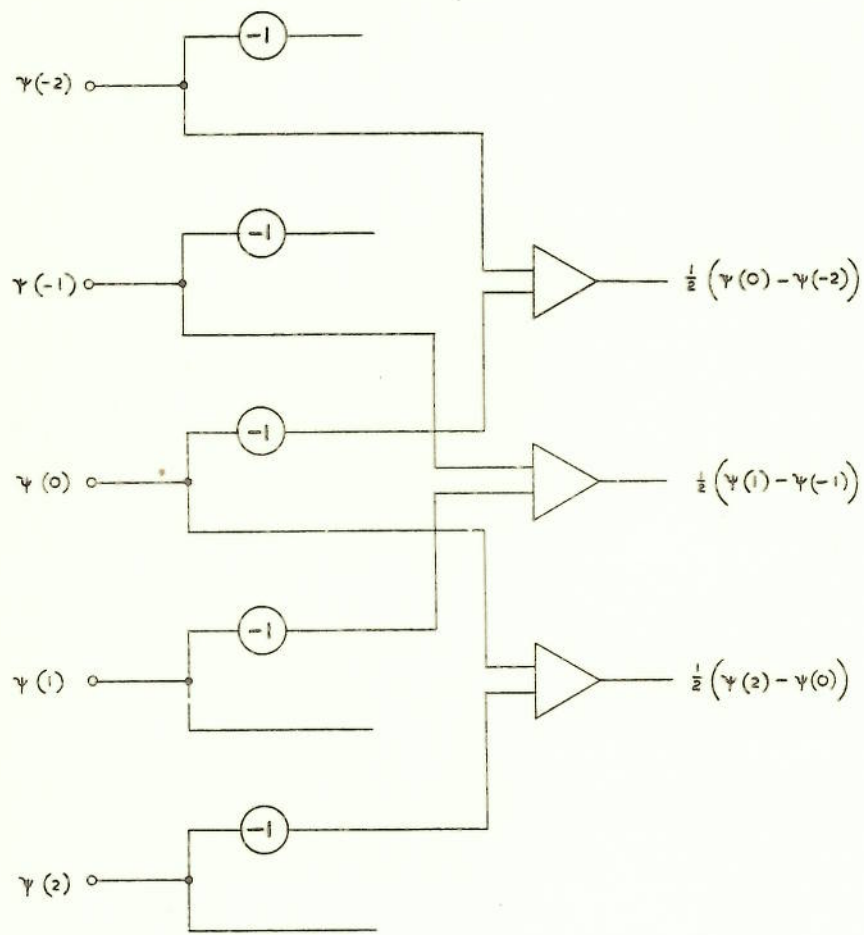 -1
ψ(-2)
-1
ψ(-1)
½ (ψ(0) - ψ(-2))
-1
ψ(0)
½ (ψ(1) - ψ(-1))
-1
ψ(1)
½ (ψ(2) - ψ(0))
-1
ψ(2)